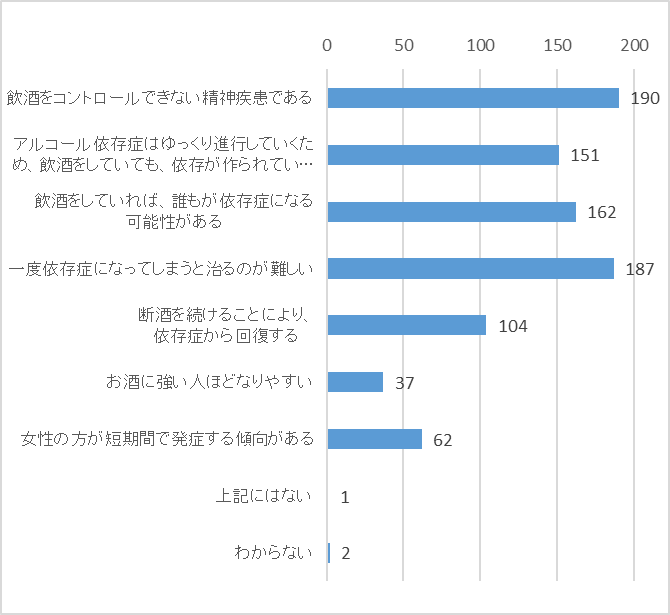 0 50 100 150 200
飲酒をコントロールできない精神疾患である 190
アルコール依存症はゆっくり進行していくた
め、飲酒をしていても、依存が作られてい… 151
飲酒をしていれば、誰もが依存症になる
可能性がある 162
一度依存症になってしまうと治るのが難しい 187
断酒を続けることにより、
依存症から回復する 104
お酒に強い人ほどなりやすい 37
女性の方が短期間で発症する傾向がある 62
上記にはない 1
わからない 2